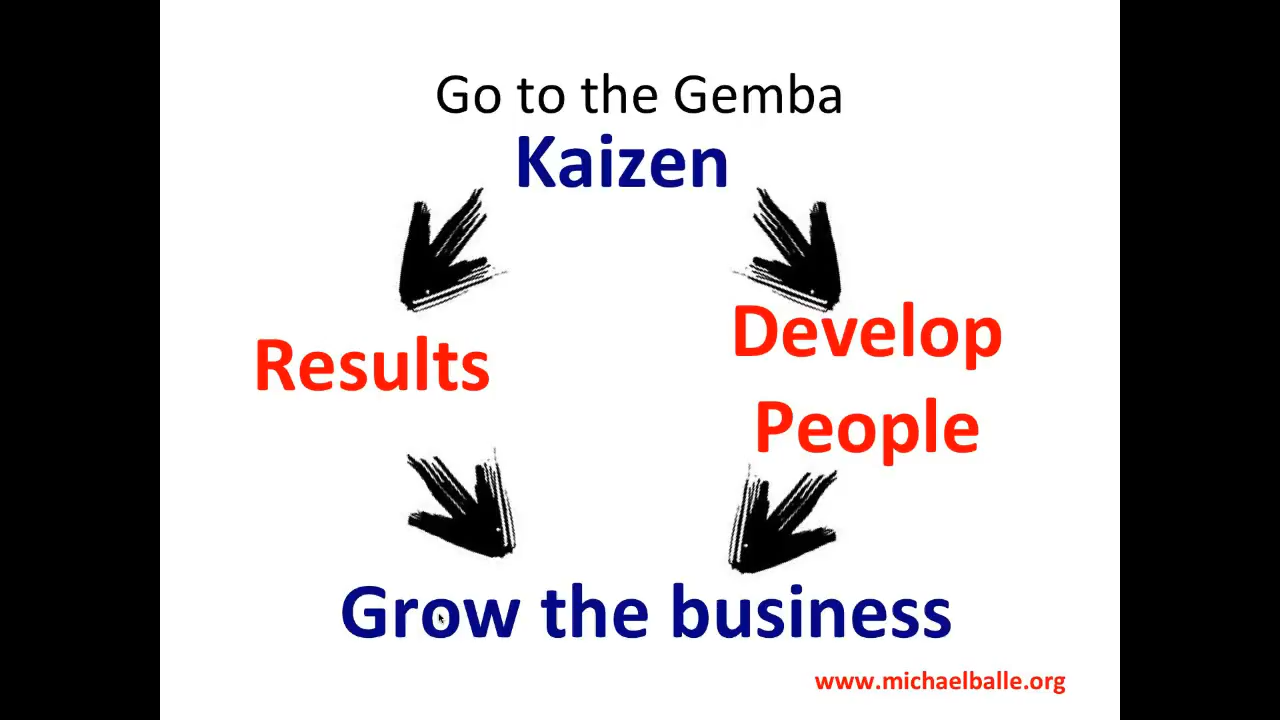 Go to the Gemba
Kaizen
Results
Develop
People
Grow the business
www.michaelballe.org